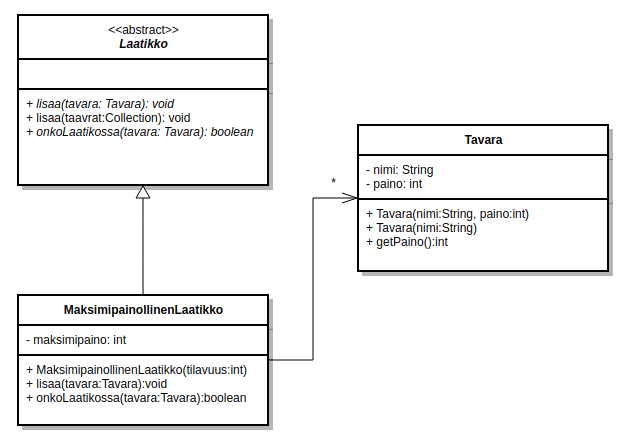 <<abstract>>
Laatikko
+ lisaa(tavara: Tavara): void
+ lisaa(taavrat:Collection): void
+ onkoLaatikossa(tavara: Tavara): boolean
Tavara
- nimi: String
- paino: int
+ Tavara(nimi:String, paino:int)
+ Tavara(nimi:String)
+ getPaino():int
*
MaksimipainollinenLaatikko
- maksimipaino: int
+ MaksimipainollinenLaatikko(tilavuus:int)
+ lisaa(tavara:Tavara):void
+ onkoLaatikossa(tavara:Tavara):boolean